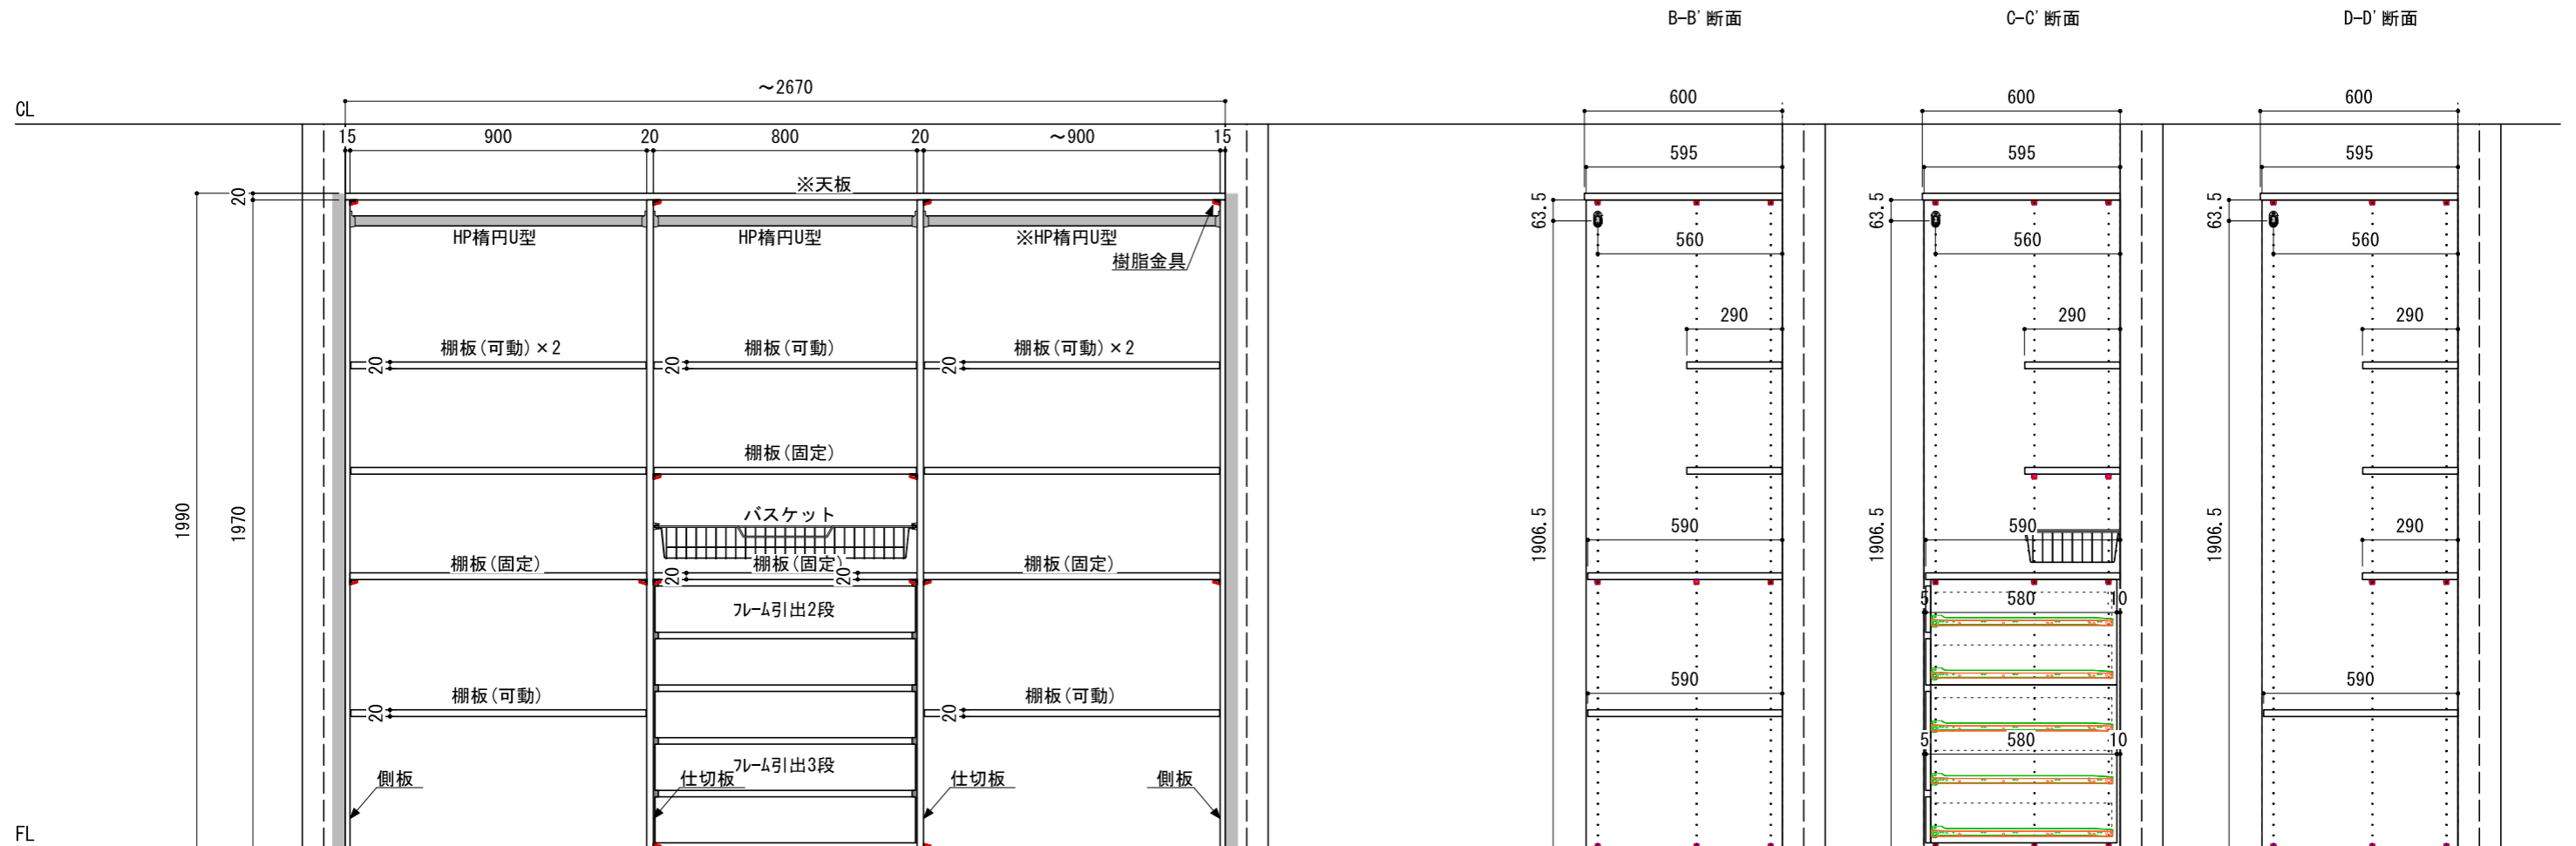 B-B'断面
C-C'断面
D-D'断面
CL
～2670
15
900
20
800
20
～900
15
※天板
20
HP楕円U型
HP楕円U型
※HP楕円U型
樹脂金具
棚板(可動)×2
棚板(可動)
棚板(可動)×2
20
20
20
棚板(固定)
1990
1970
バスケット
棚板(固定)
棚板(固定)
棚板(固定)
20
20
フレーム引出2段
棚板(可動)
棚板(可動)
20
20
フレーム引出3段
側板
仕切板
仕切板
側板
FL
600
595
63.5
560
290
590
1906.5
590
600
595
63.5
560
290
590
1906.5
5
580
10
5
580
10
600
595
63.5
560
290
290
1906.5
590